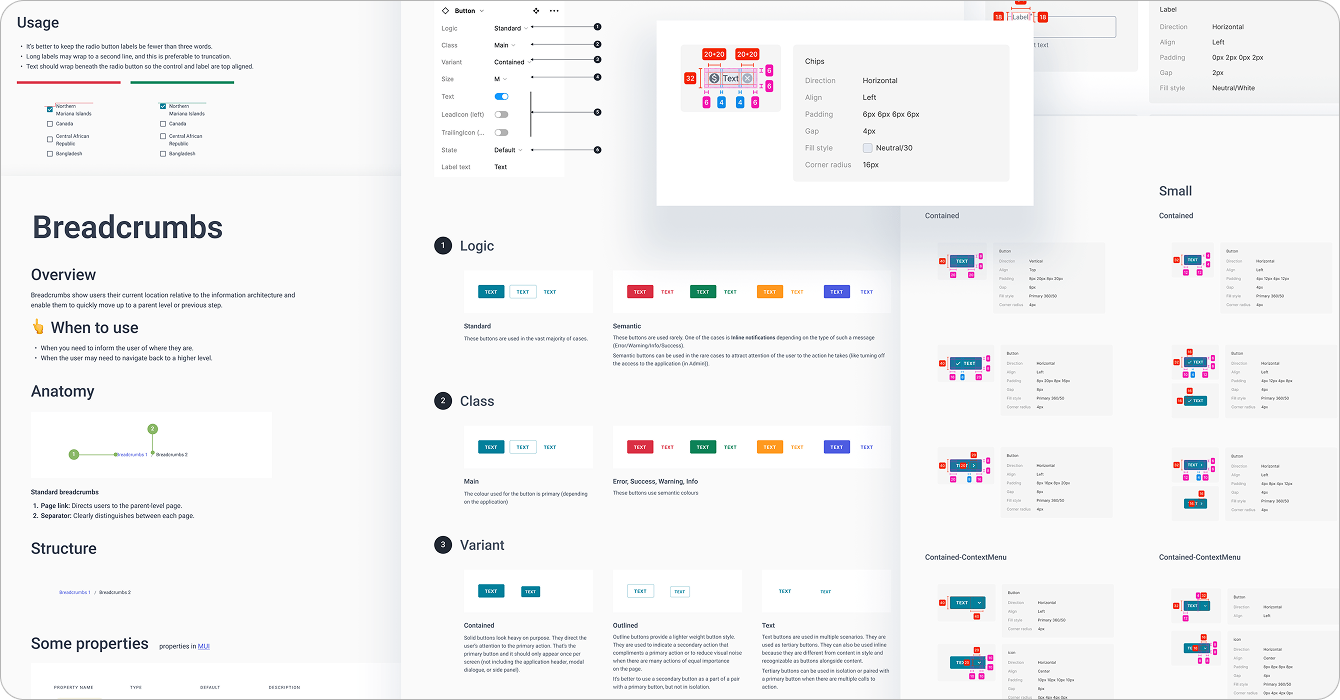 Usage
• It's better to keep the radio button labels be fewer than three words.
• Long labels may wrap to a second line, and this is preferable to truncation.
• Text should wrap beneath the radio button so the control and label are top aligned.
Northern
Mariana Islands
Canada
Central African
Republic
Bangladesh
Northern
Mariana Islands
Canada
Central African
Republic
Bangladesh
Breadcrumbs
Overview
Breadcrumbs show users their current location relative to the information architecture and
enable them to quickly move up to a parent level or previous step.
👆 When to use
• When you need to inform the user of where they are.
• When the user may need to navigate back to a higher level.
Anatomy
2
1
Breadcrumbs 1 / Breadcrumbs 2
Standard breadcrumbs
1. Page link: Directs users to the parent-level page.
2. Separator: Clearly distinguishes between each page.
Structure
Breadcrumbs 1 / Breadcrumbs 2
Some properties properties in MUI
PROPERTY NAME TYPE DEFAULT DESCRIPTION
Button
Logic Standard 1
Class Main 2
Variant Contained 3
Size M 4
Text
LeadIcon (left) 5
TrailingIcon (...
State Default 6
Label text Text
1 Logic
TEXT TEXT TEXT
TEXT TEXT TEXT TEXT TEXT TEXT TEXT TEXT
Standard
These buttons are used in the vast majority of cases.
Semantic
These buttons are used rarely. One of the cases is inline notifications depending on the type of such a message
(Error/Warning/Info/Success).
Semantic buttons can be used in the rare cases to attract attention of the user to the action he takes (like turning off
the access to the application (in Admin)).
2 Class
TEXT TEXT TEXT
TEXT TEXT TEXT TEXT TEXT TEXT TEXT TEXT
Main
The colour used for the button is primary (depending
on the application)
Error, Success, Warning, Info
These buttons use semantic colours
3 Variant
TEXT TEXT
TEXT TEXT
TEXT TEXT
Contained
Solid buttons look heavy on purpose. They direct the
user's attention to the primary action. That's the
primary button and it should only appear once per
screen (not including the application header, modal
dialogue, or side panel).
Outlined
Outline buttons provide a lighter weight button style.
They are used to indicate a secondary action that
compliments a primary action or to reduce visual noise
when there are many actions of equal importance
on the page.
It's better to use a secondary button as a part of a pair
with a primary button, but not in isolation.
Text
Text buttons are used in multiple scenarios. They are
used as tertiary buttons. They can also be used inline
because they are different from content in style and
recognizable as buttons alongside content.
Tertiary buttons can be used in isolation or paired with
a primary button when there are multiple calls to
action.
20*20 20*20
32
S Text
6
6
6 4 4 6
Chips
Direction Horizontal
Align Left
Padding 6px 6px 6px 6px
Gap 4px
Fill style Neutral/30
Corner radius 16px
18 Label 18
t text
Label
Direction Horizontal
Align Left
Padding 0px 2px 0px 2px
Gap 2px
Fill style Neutral/White
Contained
TEXT
Button
Direction Vertical
Align Top
Padding 8px 20px 8px 20px
Gap 8px
Fill style Primary 360/50
Corner radius 4px
TEXT
Button
Direction Horizontal
Align Left
Padding 8px 20px 8px 16px
Gap 8px
Fill style Primary 360/50
Corner radius 4px
Button
Direction Horizontal
Align Left
Padding 8px 16px 8px 20px
Gap 8px
Fill style Primary 360/50
Corner radius 4px
Contained-ContextMenu
TEXT
Button
Direction Horizontal
Align Left
Fill style Primary 360/50
Corner radius 4px
Icon
Direction Horizontal
Align Center
Padding 10px 10px 10px 10px
Gap 8px
Fill style Primary 360/50
Small
Contained
TEXT
Button
Direction Horizontal
Align Left
Padding 4px 12px 4px 12px
Gap 4px
Fill style Primary 360/50
Corner radius 4px
TEXT
TEXT
Button
Direction Horizontal
Align Left
Padding 4px 12px 4px 8px
Gap 4px
Fill style Primary 360/50
Corner radius 4px
TEXT
Button
Direction Horizontal
Align Left
Padding 4px 8px 4px 12px
Gap 4px
Fill style Primary 360/50
Corner radius 4px
Contained-ContextMenu
TEXT
Button
Direction Horizontal
Align Left
Icon
Direction Horizontal
Align Center
Padding 8px 8px 8px 8px
Gap 8px
Fill style Primary 360/50
Corner radius